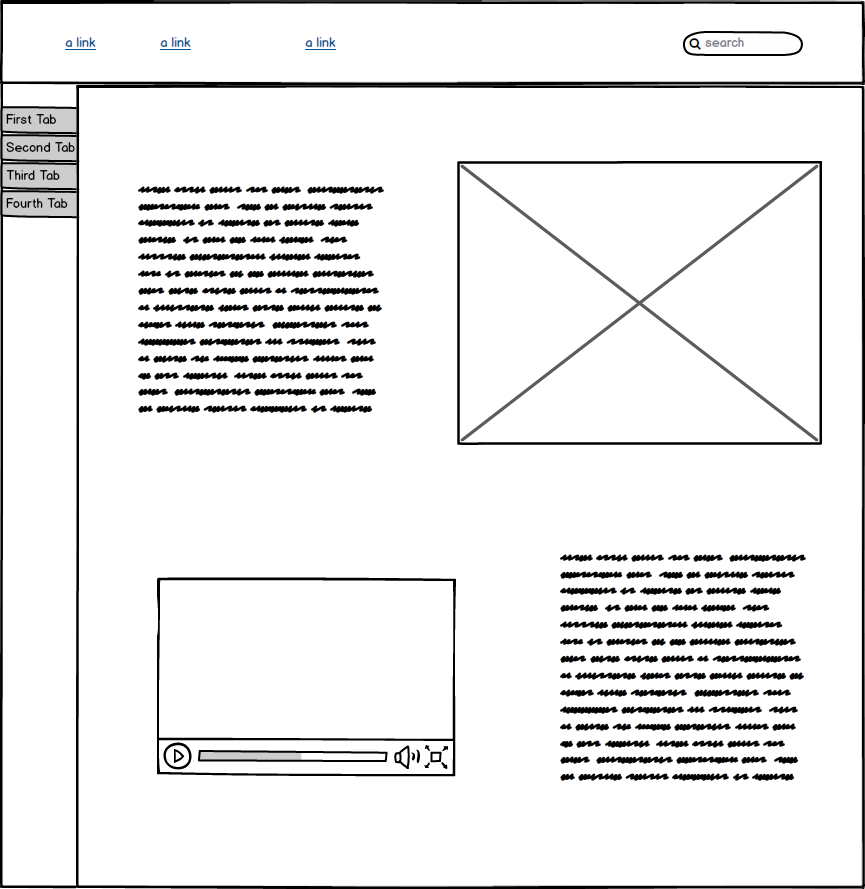 a link a link a link search
First Tab
Second Tab
Third Tab
Fourth Tab